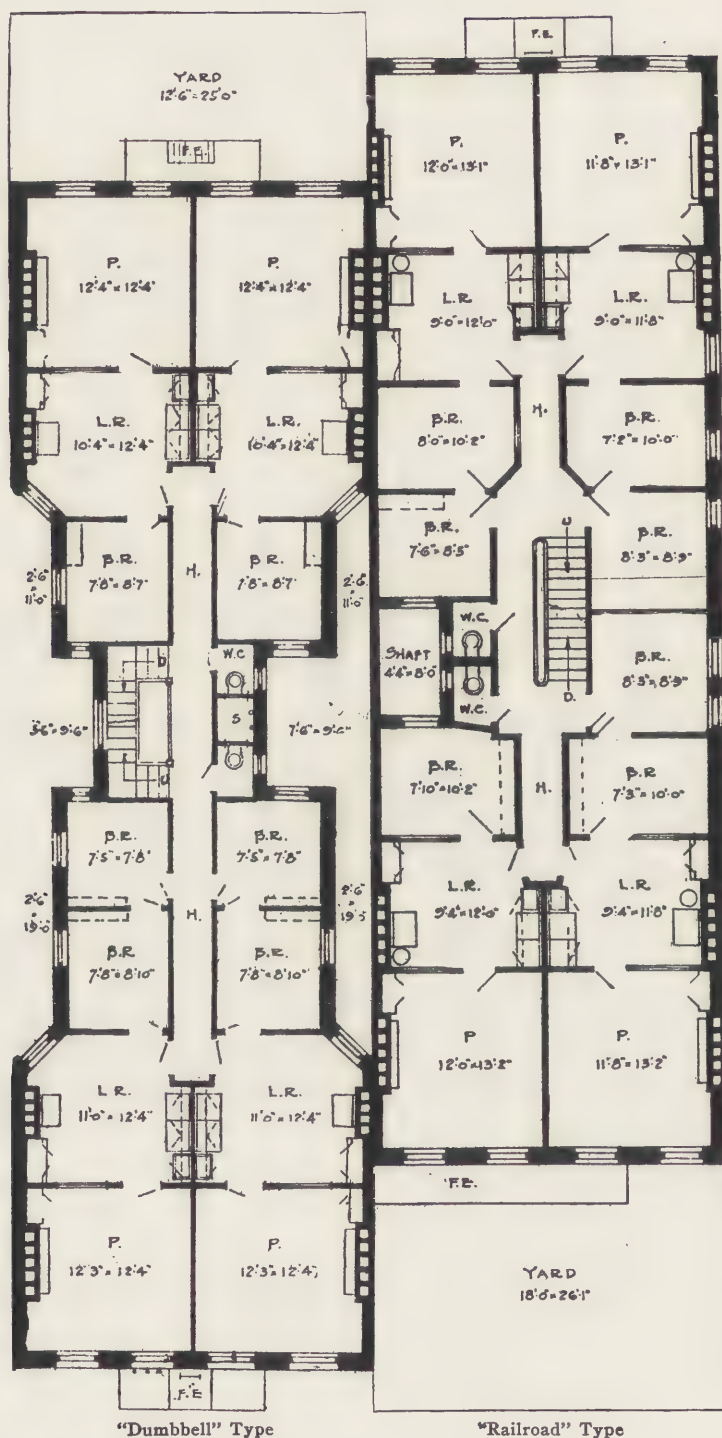 YARD
12'6"=25'0"
F.E.
P.
12'4"=12'4"
P.
12'4"=12'4"
L.R.
10'4"=12'4"
L.R.
10'4"=12'4"
B.R.
7'8"=8'7"
H.
B.R.
7'8"=8'7"
2'6"
11'0"
2'6"
11'0"
D
W.C
S
U
3'6"=9'6"
B.R.
7'5"=7'8"
B.R.
7'5"=7'8"
2'6"
19'0"
H.
2'6"
B.R
7'8"=8'10"
B.R.
7'8"=8'10"
L R.
11'0"=12'4"
L.R.
11'0"=12'4"
P.
12'3"=12'4"
P.
12'3"=12'4"
F.E
"Dumbbell" Type
F.E.
P.
12'0"=13'1"
P.
11'8"=13'1"
L.R.
9'0"=12'0"
L.R.
9'0"=11'8"
H.
B.R.
8'0"=10'2"
B.R.
7'2"=10'0"
B.R.
7'6"=8'5"
U
B.R.
8'3"=8'9"
W.C.
SHAFT
4'4"=8'0"
W.C.
D.
B.R.
8'3"=8'9"
B.R.
7'10"=10'2"
H.
B.R
7'3"=10'0"
L.R.
9'4"=12'0"
L.R.
9'4"=11'8"
P
12'0"=13'2"
P.
11'8"=13'2"
F.E.
YARD
18'0"=26'1"
"Railroad" Type